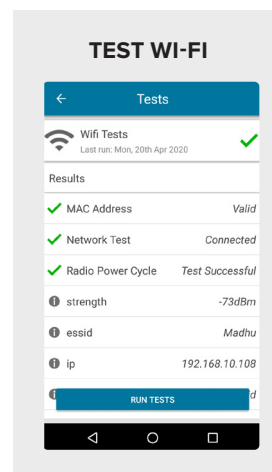 TEST WI-FI
Tests
Wifi Tests
Last run: Mon, 20th Apr 2020
Results
MAC Address Valid
Network Test Connected
Radio Power Cycle Test Successful
strength -73dBm
essid Madhu
ip 192.168.10.108
RUN TESTS